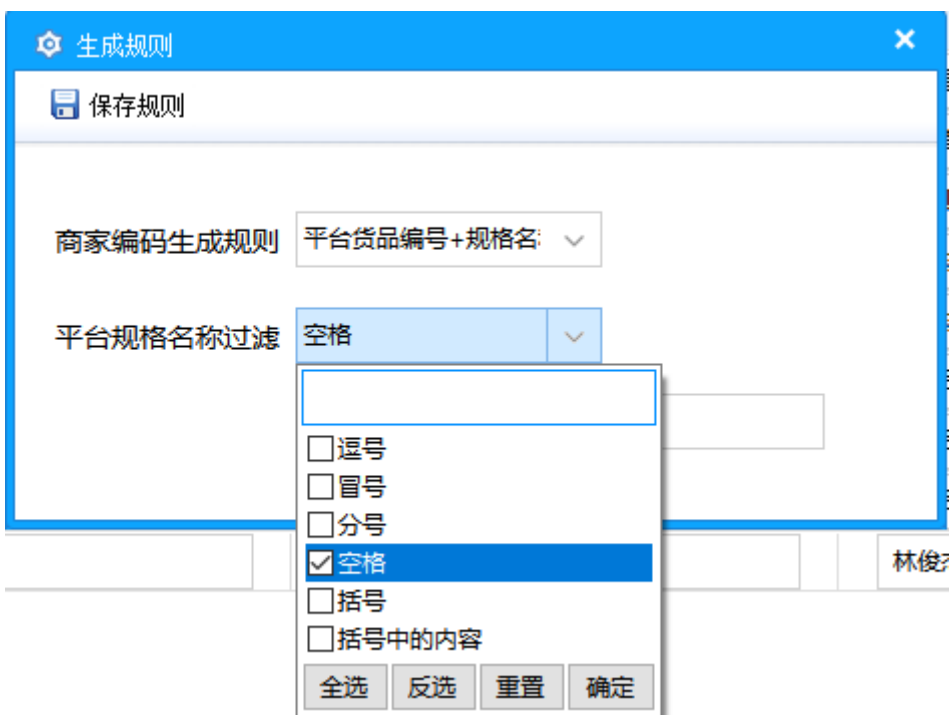 生成规则
保存规则
商家编码生成规则 平台货品编号+规格名
平台规格名称过滤 空格
逗号
冒号
分号
空格
林俊
括号
括号中的内容
全选 反选 重置 确定